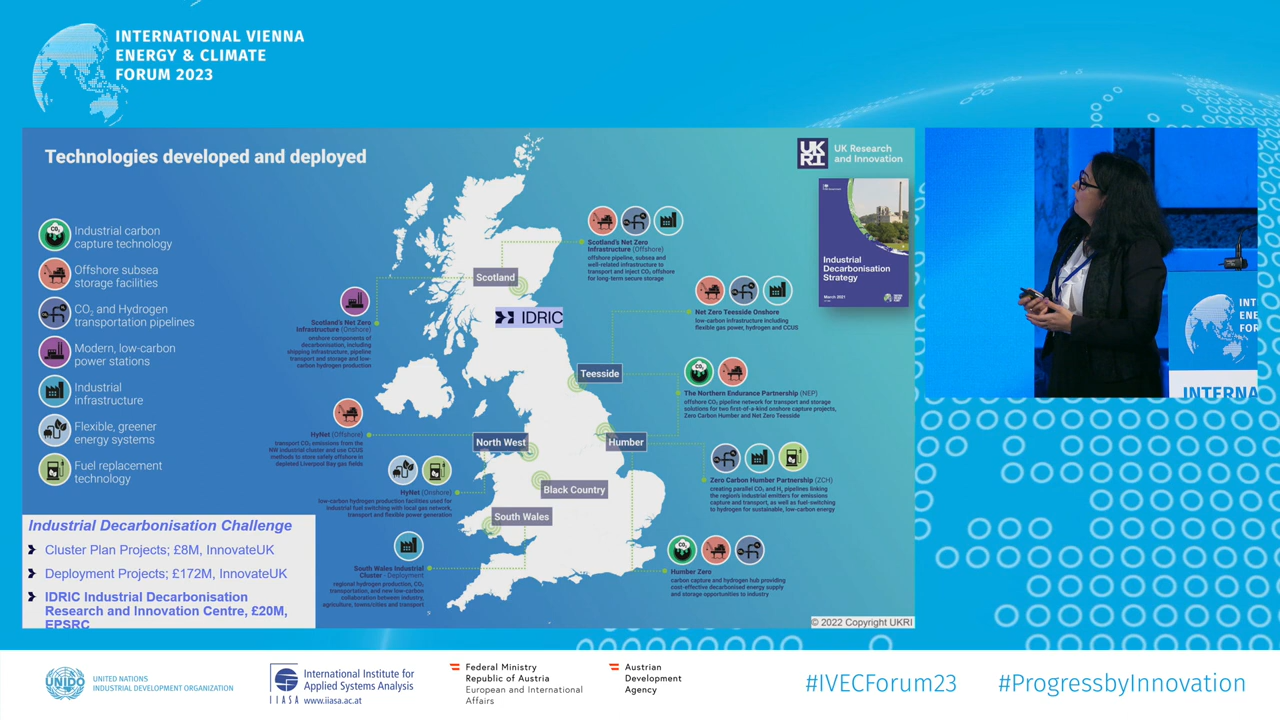 INTERNATIONAL VIENNA
ENERGY & CLIMATE
FORUM 2023
Technologies developed and deployed
UK
RI
UK Research
and Innovation
Industrial
Decarbonisation
Strategy
March 2021
CO₂
Industrial carbon
capture technology
Offshore subsea
storage facilities
CO₂ and Hydrogen
transportation pipelines
Modern, low-carbon
power stations
Industrial
infrastructure
Flexible, greener
energy systems
Fuel replacement
technology
Scotland
IDRIC
Teesside
North West
Humber
Black Country
South Wales
Scotland's Net Zero
Infrastructure (Offshore)
offshore pipeline, subsea and
well-related infrastructure to
transport and inject CO₂ offshore
for long-term secure storage
Scotland's Net Zero
Infrastructure (Onshore)
onshore components of
decarbonisation, including
shipping infrastructure, pipeline
transport and storage and low-
carbon hydrogen production
Net Zero Teesside Onshore
low-carbon infrastructure including
flexible gas power, hydrogen and CCUS
The Northern Endurance Partnership (NEP)
offshore CO₂ pipeline network for transport and storage
solutions for two first-of-a-kind onshore capture projects,
Zero Carbon Humber and Net Zero Teesside
HyNet (Offshore)
transport CO₂ emissions from the
NW industrial cluster and use CCUS
methods to store safely offshore in
depleted Liverpool Bay gas fields
HyNet (Onshore)
low-carbon hydrogen production facilities used for
industrial fuel switching with local gas network,
transport and flexible power generation
Zero Carbon Humber Partnership (ZCH)
creating parallel CO₂ and H₂ pipelines linking
the region's industrial emitters for emissions
capture and transport, as well as fuel-switching
to hydrogen for sustainable, low-carbon energy
South Wales Industrial
Cluster - Deployment
regional hydrogen production, CO₂
transportation, and new low-carbon
collaboration between industry,
agriculture, towns/cities and transport
Humber Zero
carbon capture and hydrogen hub providing
cost-effective decarbonised energy supply
and storage opportunities to industry
Industrial Decarbonisation Challenge
Cluster Plan Projects; £8M, InnovateUK
Deployment Projects; £172M, InnovateUK
IDRIC Industrial Decarbonisation
Research and Innovation Centre, £20M,
EPSRC
© 2022 Copyright UKRI
INT
ENE
FOR
INTERNA
UNIDO
UNITED NATIONS
INDUSTRIAL DEVELOPMENT ORGANIZATION
IIASA
International Institute for
Applied Systems Analysis
www.iiasa.ac.at
Federal Ministry
Republic of Austria
European and International
Affairs
Austrian
Development
Agency
#IVECForum23
#ProgressbyInnovation